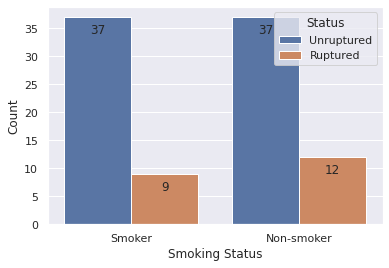 Status
Unruptured
Ruptured
Count
35
30
25
20
15
10
5
0
37
9
37
12
Smoker
Non-smoker
Smoking Status